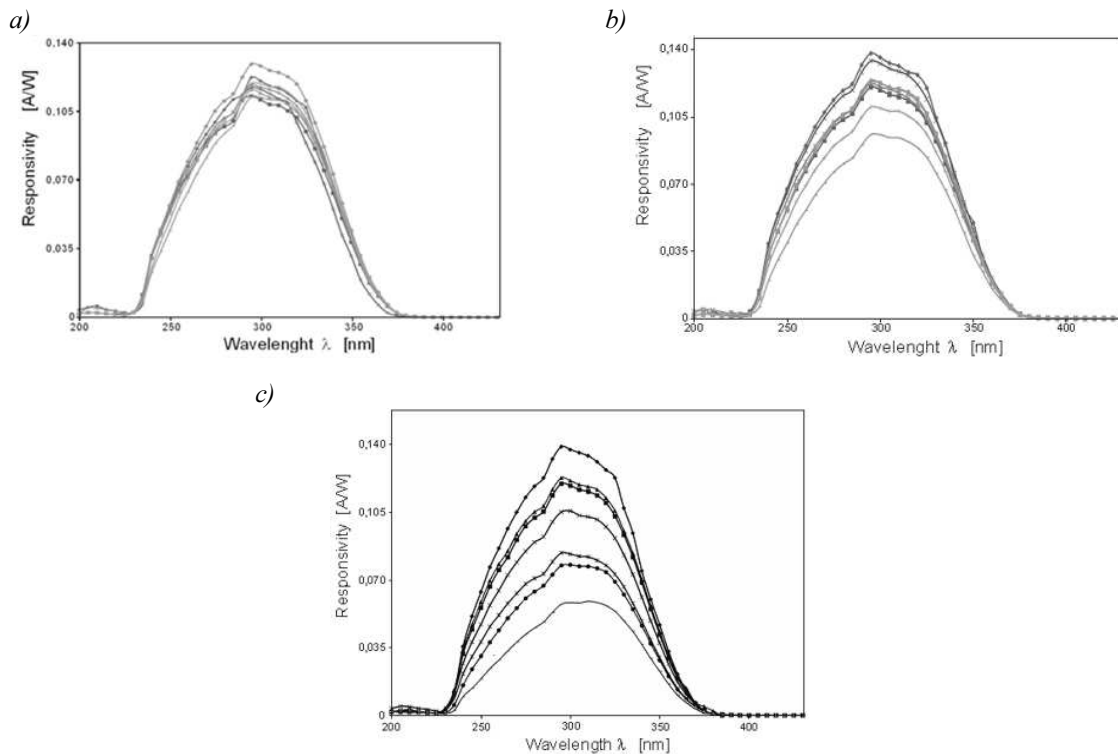 a)
0,140
0,105
0,070
0,035
0
Responsivity [A/W]
200 250 300 350 400
Wavelenght λ [nm]
b)
0,140
0,105
0,070
0,035
0
Responsivity [A/W]
200 250 300 350 400
Wavelenght λ [nm]
c)
0,140
0,105
0,070
0,035
0
Responsivity [A/W]
200 250 300 350 400
Wavelength λ [nm]